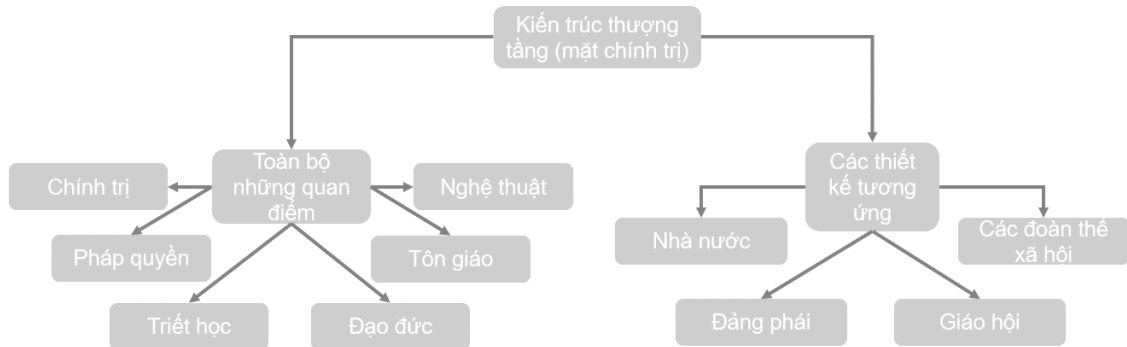 Kiến trúc thượng
tầng (mặt chính trị)
Toàn bộ
những quan
điểm
Các thiết
kế tương
ứng
Chính trị
Nghệ thuật
Pháp quyền
Tôn giáo
Triết học
Đạo đức
Nhà nước
Các đoàn thể
xã hội
Đảng phái
Giáo hội